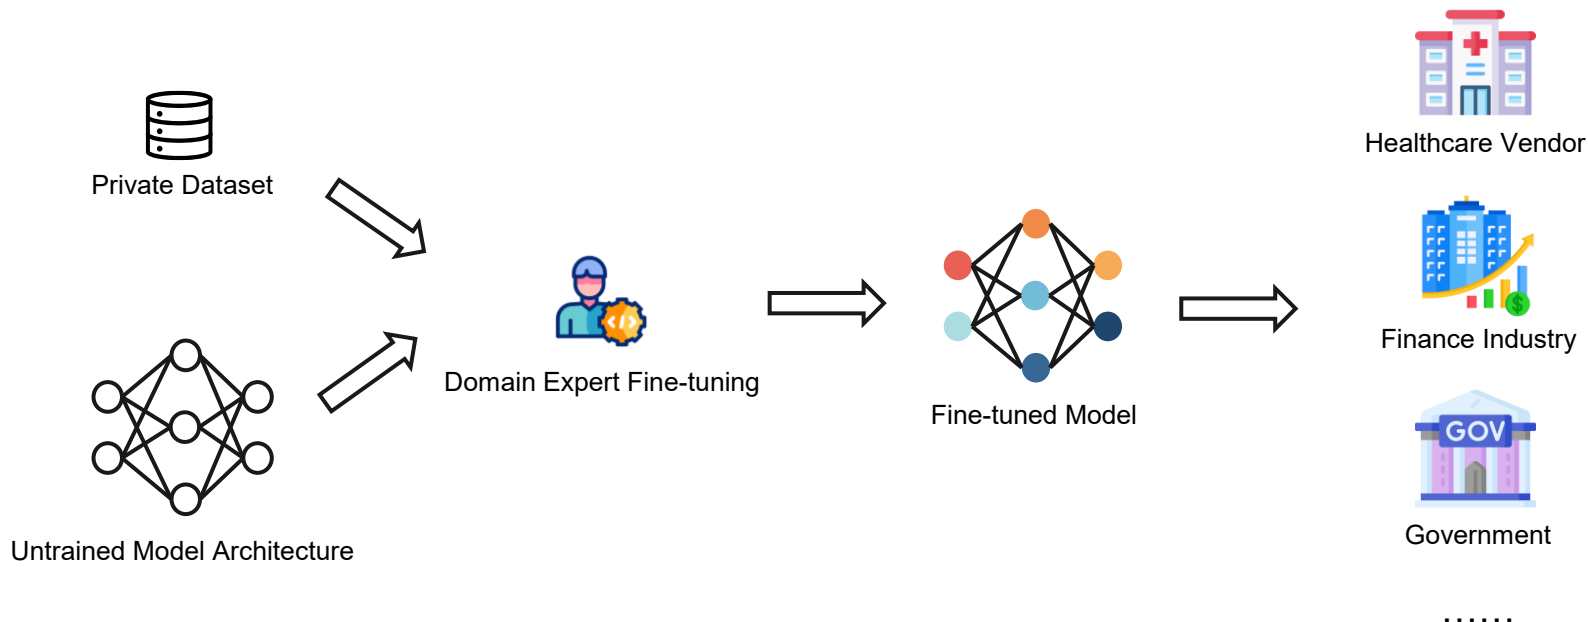 Private Dataset
Untrained Model Architecture
</>
Domain Expert Fine-tuning
Fine-tuned Model
Healthcare Vendor
$
Finance Industry
GOV
Government
......